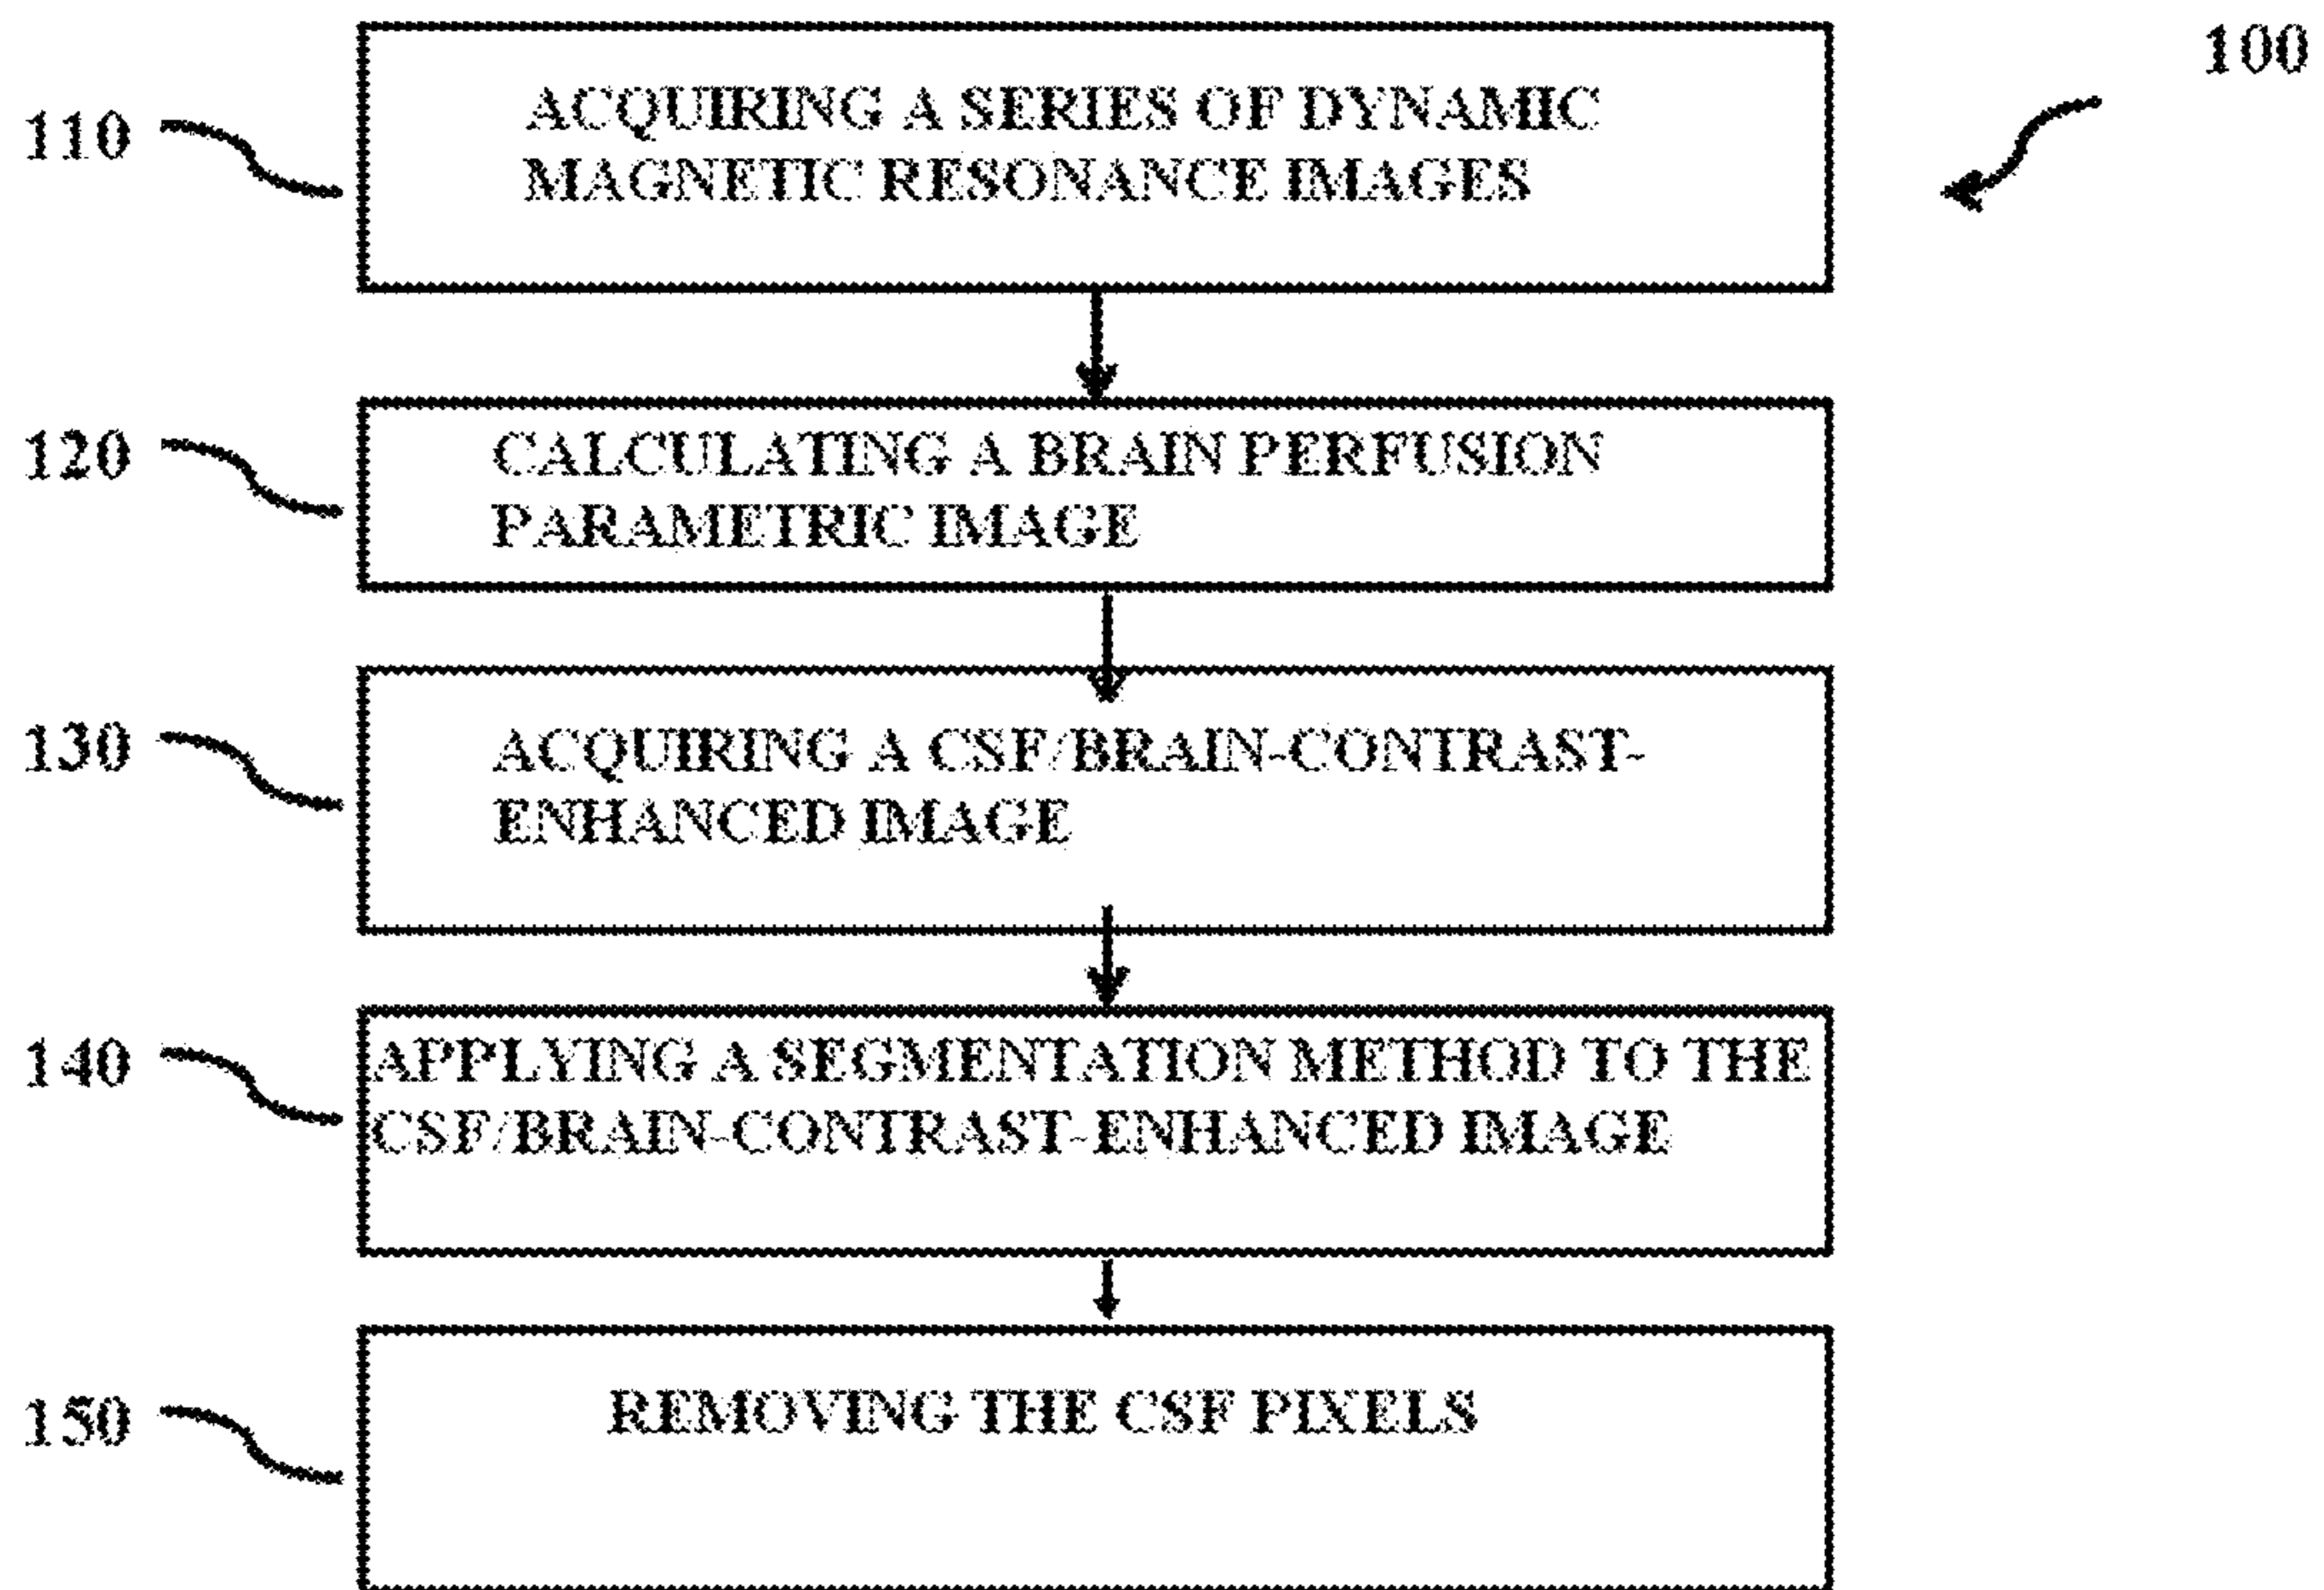 100
110
ACQUIRING A SERIES OF DYNAMIC
MAGNETIC RESONANCE IMAGES
120
CALCULATING A BRAIN PERFUSION
PARAMETRIC IMAGE
130
ACQUIRING A CSF/BRAIN-CONTRAST-
ENHANCED IMAGE
140
APPLYING A SEGMENTATION METHOD TO THE
CSF/BRAIN-CONTRAST-ENHANCED IMAGE
150
REMOVING THE CSF PIXELS